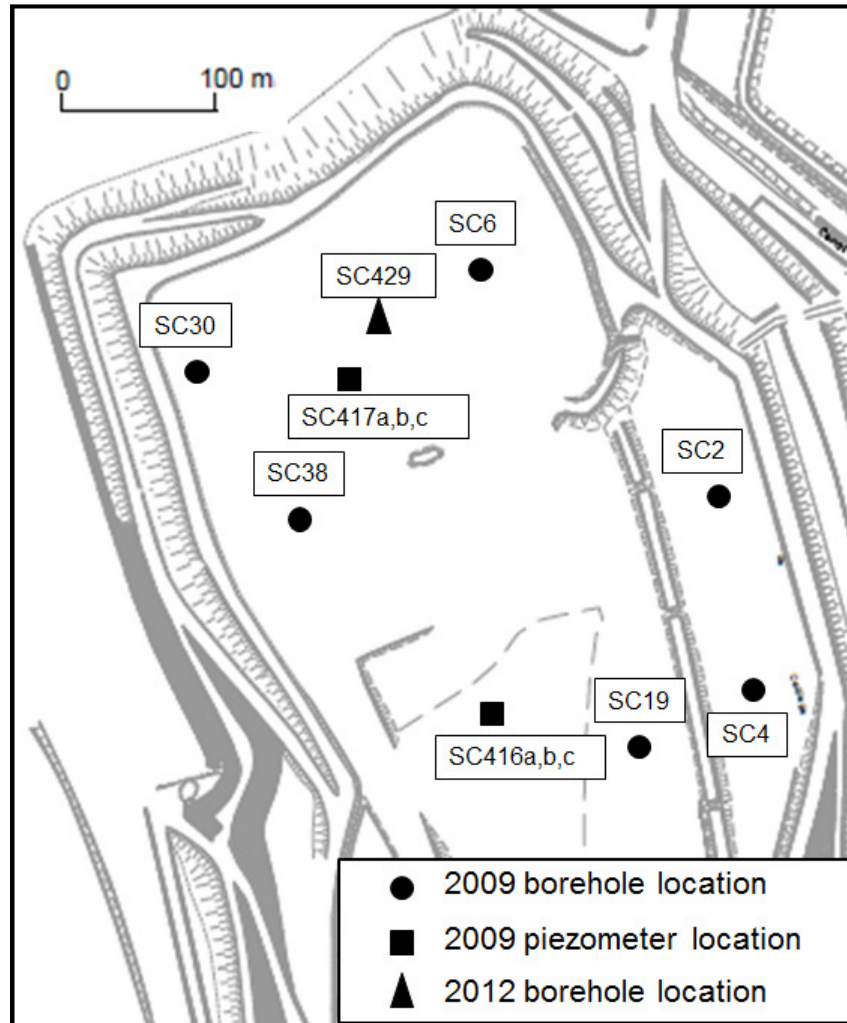 0 100 m
SC6
SC429
SC30
SC417a,b,c
SC2
SC38
SC19
SC4
SC416a,b,c
2009 borehole location
2009 piezometer location
2012 borehole location